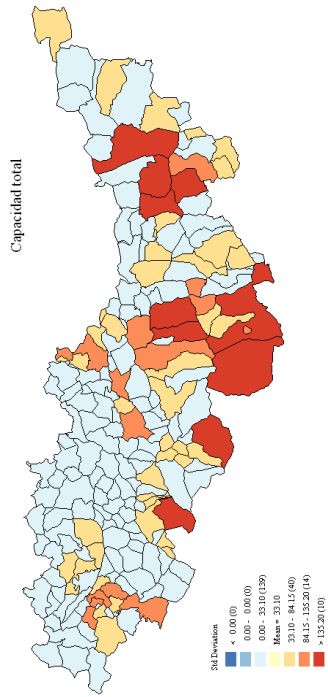 Capacidad total
Std Deviation
< 0.00 (0)
0.00 - 0.00 (0)
0.00 - 33.10 (139)
Mean = 33.10
33.10 - 84.15 (40)
84.15 - 135.20 (14)
> 135.20 (10)